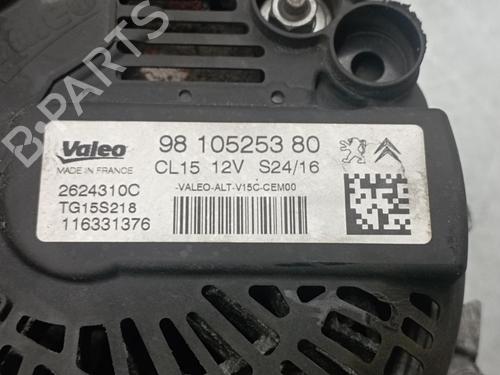 Valeo
MADE IN FRANCE
98 105253 80
CL15 12V S24/16
2624310C
TG15S218
116331376
-VALEO-ALT-V15C-CEM00
B-PARTS